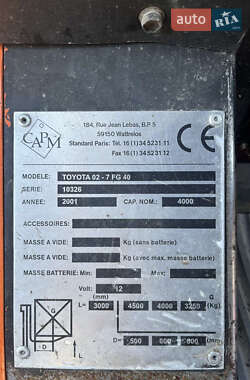 AUTO
RIA
CAPM
184, Rue Jean Lebas, B.P 5
59150 Wattrelos
Standard Paris: Tél. 16 (1) 34.52.31.11
Fax 16 (1) 34.52.31.12
CE
MODELE: TOYOTA 02 - 7 FG 40
SERIE: 10326
ANNEE: 2001 CAP. NOM.: 4000
ACCESSOIRES:
MASSE A VIDE: Kg (sans batterie).
MASSE A VIDE: Kg (avec max. masse batterie).
MASSE BATTERIE: Min: Max:
Volt: 12
(mm) G (Kg)
L= 3000 4500 4000 3250
G
D
L
D= 500 600
(mm)